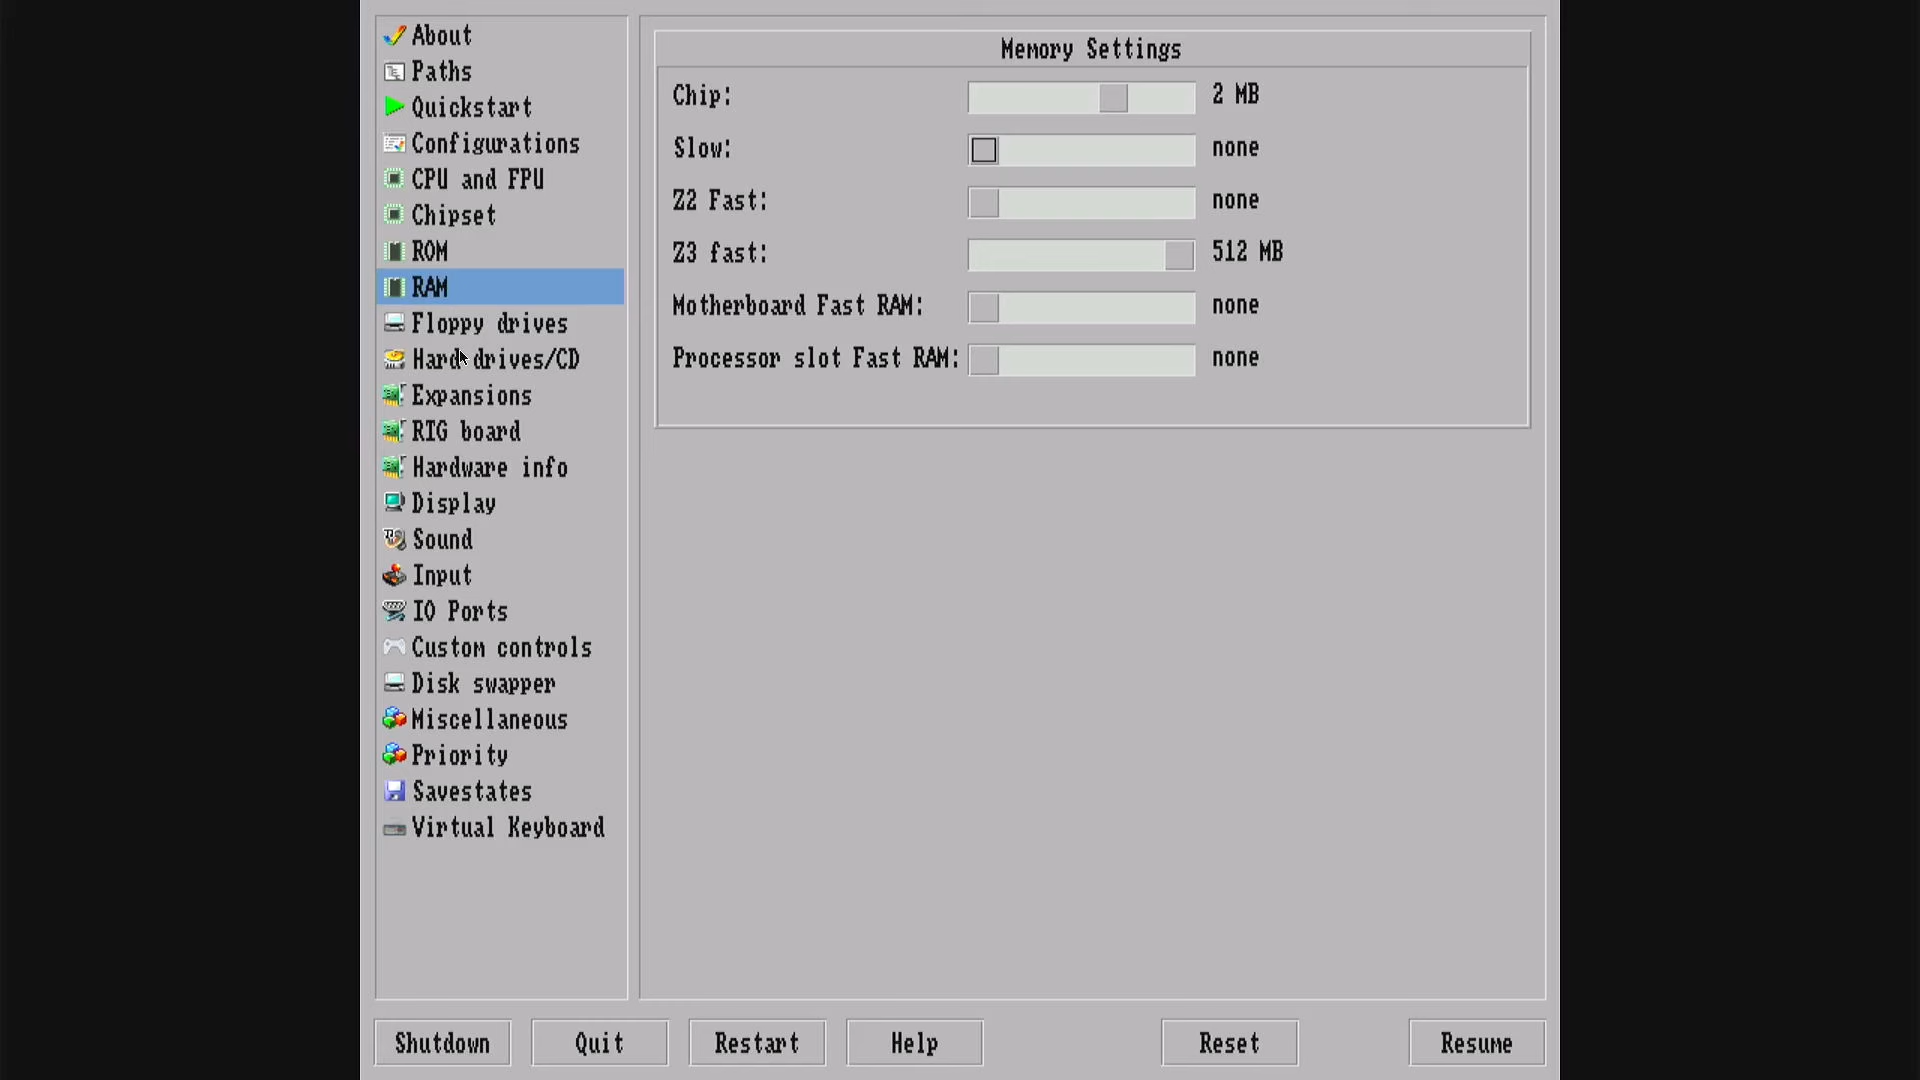 About
Paths
Quickstart
Configurations
CPU and FPU
Chipset
ROM
RAM
Floppy drives
Hard drives/CD
Expansions
RTG board
Hardware info
Display
Sound
Input
IO Ports
Custom controls
Disk swapper
Miscellaneous
Priority
Savestates
Virtual Keyboard
Memory Settings
Chip: 2 MB
Slow: none
Z2 Fast: none
Z3 fast: 512 MB
Motherboard Fast RAM: none
Processor slot Fast RAM: none
Shutdown Quit Restart Help Reset Resume